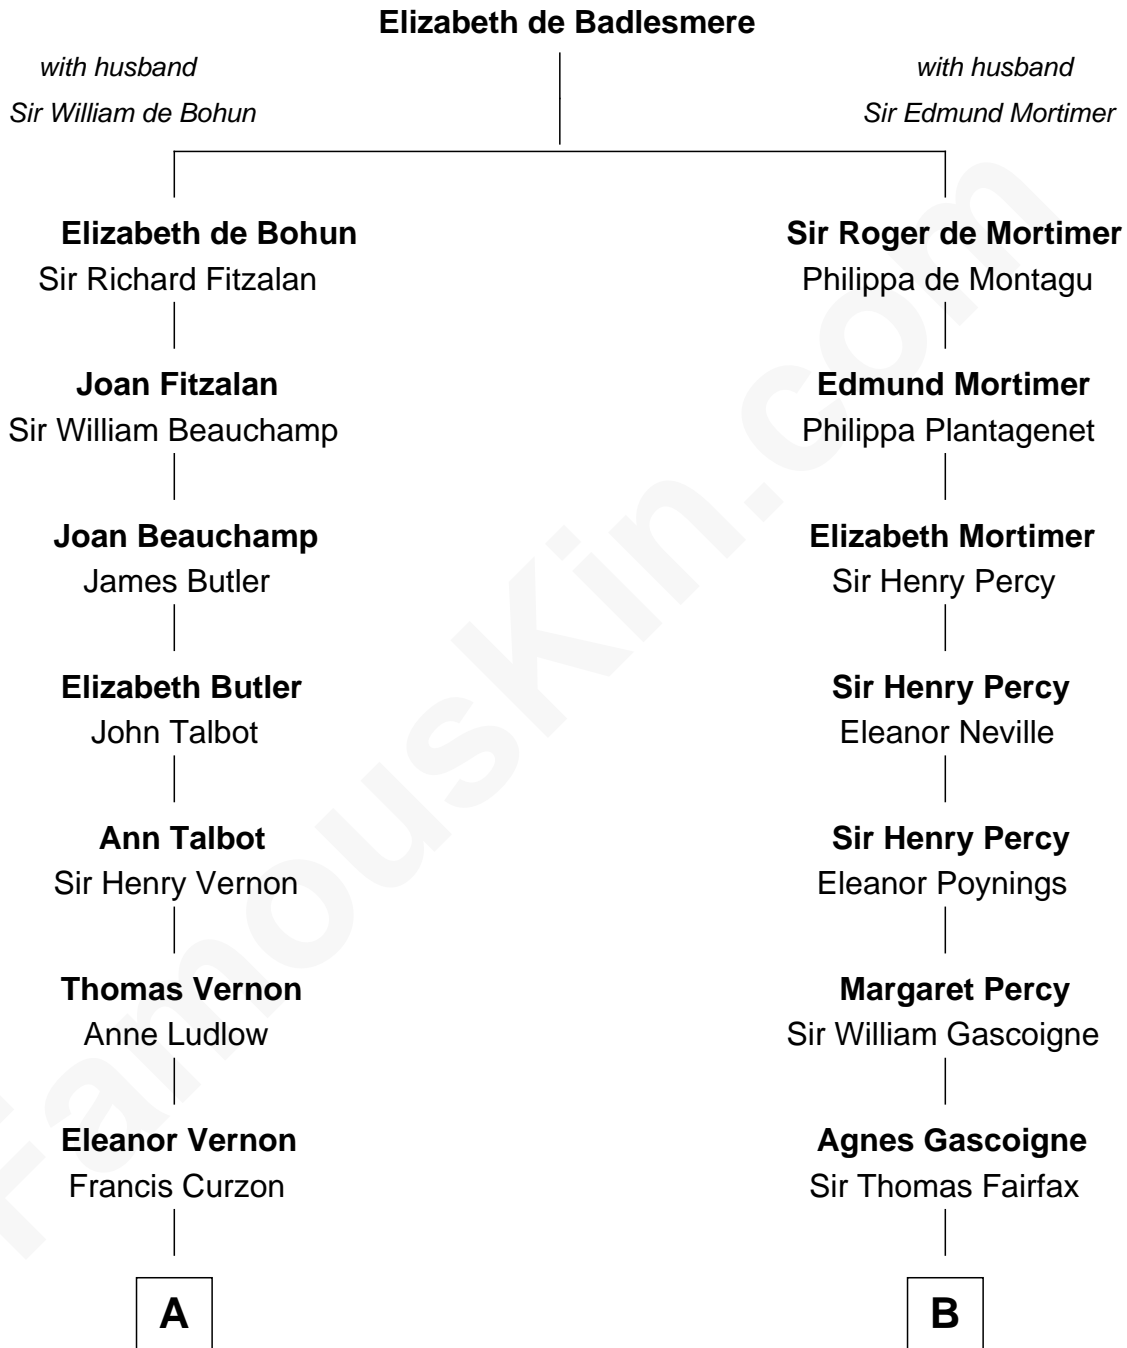 Elizabeth de Badlesmere
with husband
Sir William de Bohun
with husband
Sir Edmund Mortimer
Elizabeth de Bohun
Sir Richard Fitzalan
Joan Fitzalan
Sir William Beauchamp
Joan Beauchamp
James Butler
Elizabeth Butler
John Talbot
Ann Talbot
Sir Henry Vernon
Thomas Vernon
Anne Ludlow
Eleanor Vernon
Francis Curzon
A
Sir Roger de Mortimer
Philippa de Montagu
Edmund Mortimer
Philippa Plantagenet
Elizabeth Mortimer
Sir Henry Percy
Sir Henry Percy
Eleanor Neville
Sir Henry Percy
Eleanor Poynings
Margaret Percy
Sir William Gascoigne
Agnes Gascoigne
Sir Thomas Fairfax
B
FamousKin.com